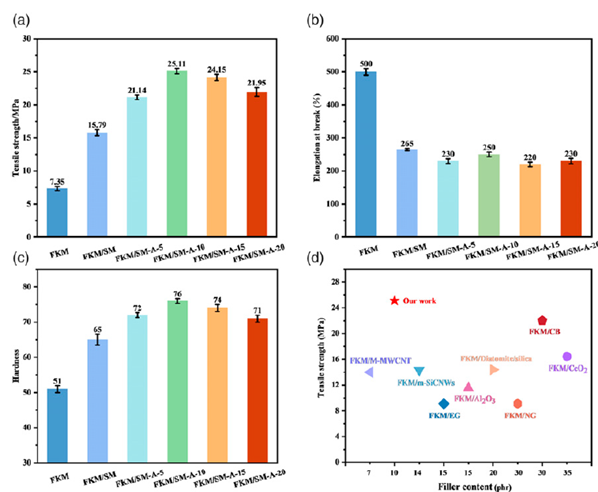 (a)
30
25
20
15
10
5
0
Tensile strength/MPa
7.35
15.79
21.14
25.11
24.15
21.95
FKM
FKM/SM
FKM/SM-A-5
FKM/SM-A-10
FKM/SM-A-15
FKM/SM-A-20
(b)
600
500
400
300
200
100
0
Elongation at break (%)
500
265
230
250
220
230
FKM
FKM/SM
FKM/SM-A-5
FKM/SM-A-10
FKM/SM-A-15
FKM/SM-A-20
(c)
80
70
60
50
40
30
Hardness
51
65
72
76
74
71
FKM
FKM/SM
FKM/SM-A-5
FKM/SM-A-10
FKM/SM-A-15
FKM/SM-A-20
(d)
28
24
20
16
12
8
4
0
Tensile strength (MPa)
Our work
FKM/CB
FKM/M-MWCNT
FKM/m-SiCNWs
FKM/CeO₂
FKM/Al₂O₃
FKM/EG
FKM/NG
7
10
14
15
15
20
30
30
35
Filler content (phr)